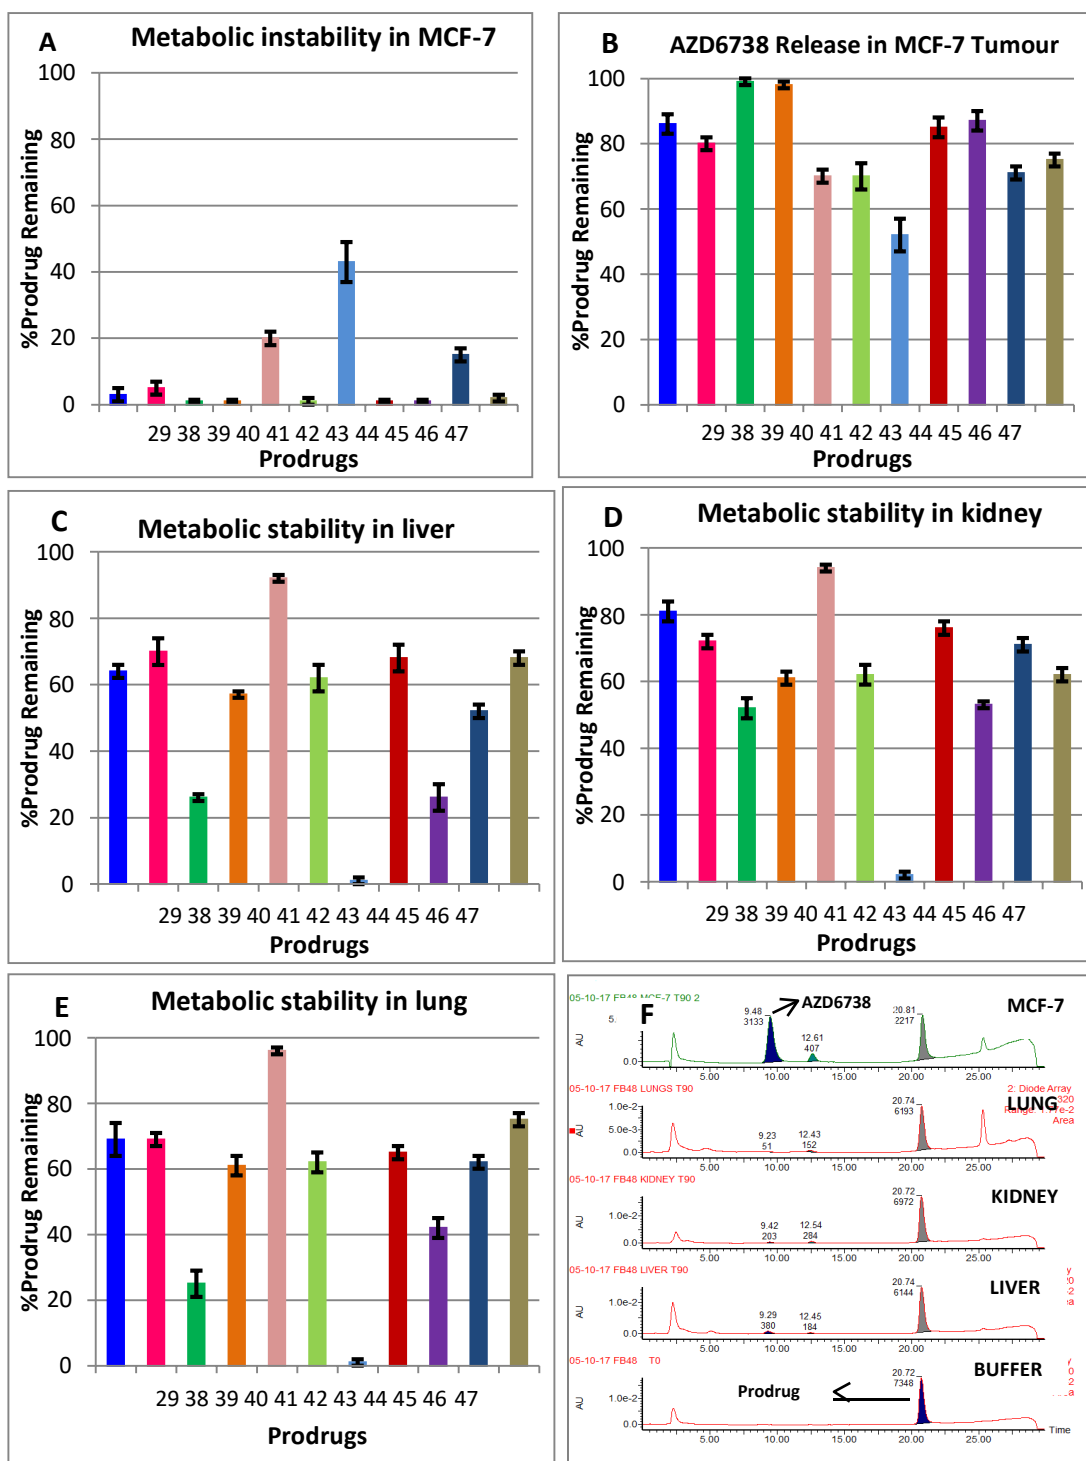 A
Metabolic instability in MCF-7
%Prodrug Remaining
100
80
60
40
20
0
29 38 39 40 41 42 43 44 45 46 47
Prodrugs
B
AZD6738 Release in MCF-7 Tumour
%Prodrug Remaining
100
80
60
40
20
0
29 38 39 40 41 42 43 44 45 46 47
Prodrugs
C
Metabolic stability in liver
%Prodrug Remaining
100
80
60
40
20
0
29 38 39 40 41 42 43 44 45 46 47
Prodrugs
D
Metabolic stability in kidney
%Prodrug Remaining
100
80
60
40
20
0
29 38 39 40 41 42 43 44 45 46 47
Prodrugs
E
Metabolic stability in lung
%Prodrug Remaining
100
80
60
40
20
0
29 38 39 40 41 42 43 44 45 46 47
Prodrugs
F
05-10-17 FB48 MCF-7 T90 2
AZD6738
MCF-7
9.48
3133
12.61
407
20.81
2217
AU
0.0
5.00 10.00 15.00 20.00 25.00
05-10-17 FB48 LUNGS T90
2: Diode Array
320
LUNG
Area
1.0e-2
5.0e-3
0.0
AU
9.23
51
12.43
152
20.74
6193
5.00 10.00 15.00 20.00 25.00
05-10-17 FB48 KIDNEY T90
KIDNEY
1.0e-2
0.0
AU
9.42
203
12.54
284
20.72
6972
5.00 10.00 15.00 20.00 25.00
05-10-17 FB48 LIVER T90
LIVER
1.0e-2
0.0
AU
9.29
380
12.45
184
20.74
6144
5.00 10.00 15.00 20.00 25.00
05-10-17 FB48 T0
BUFFER
1.0e-2
0.0
AU
Prodrug
20.72
7348
Time
5.00 10.00 15.00 20.00 25.00